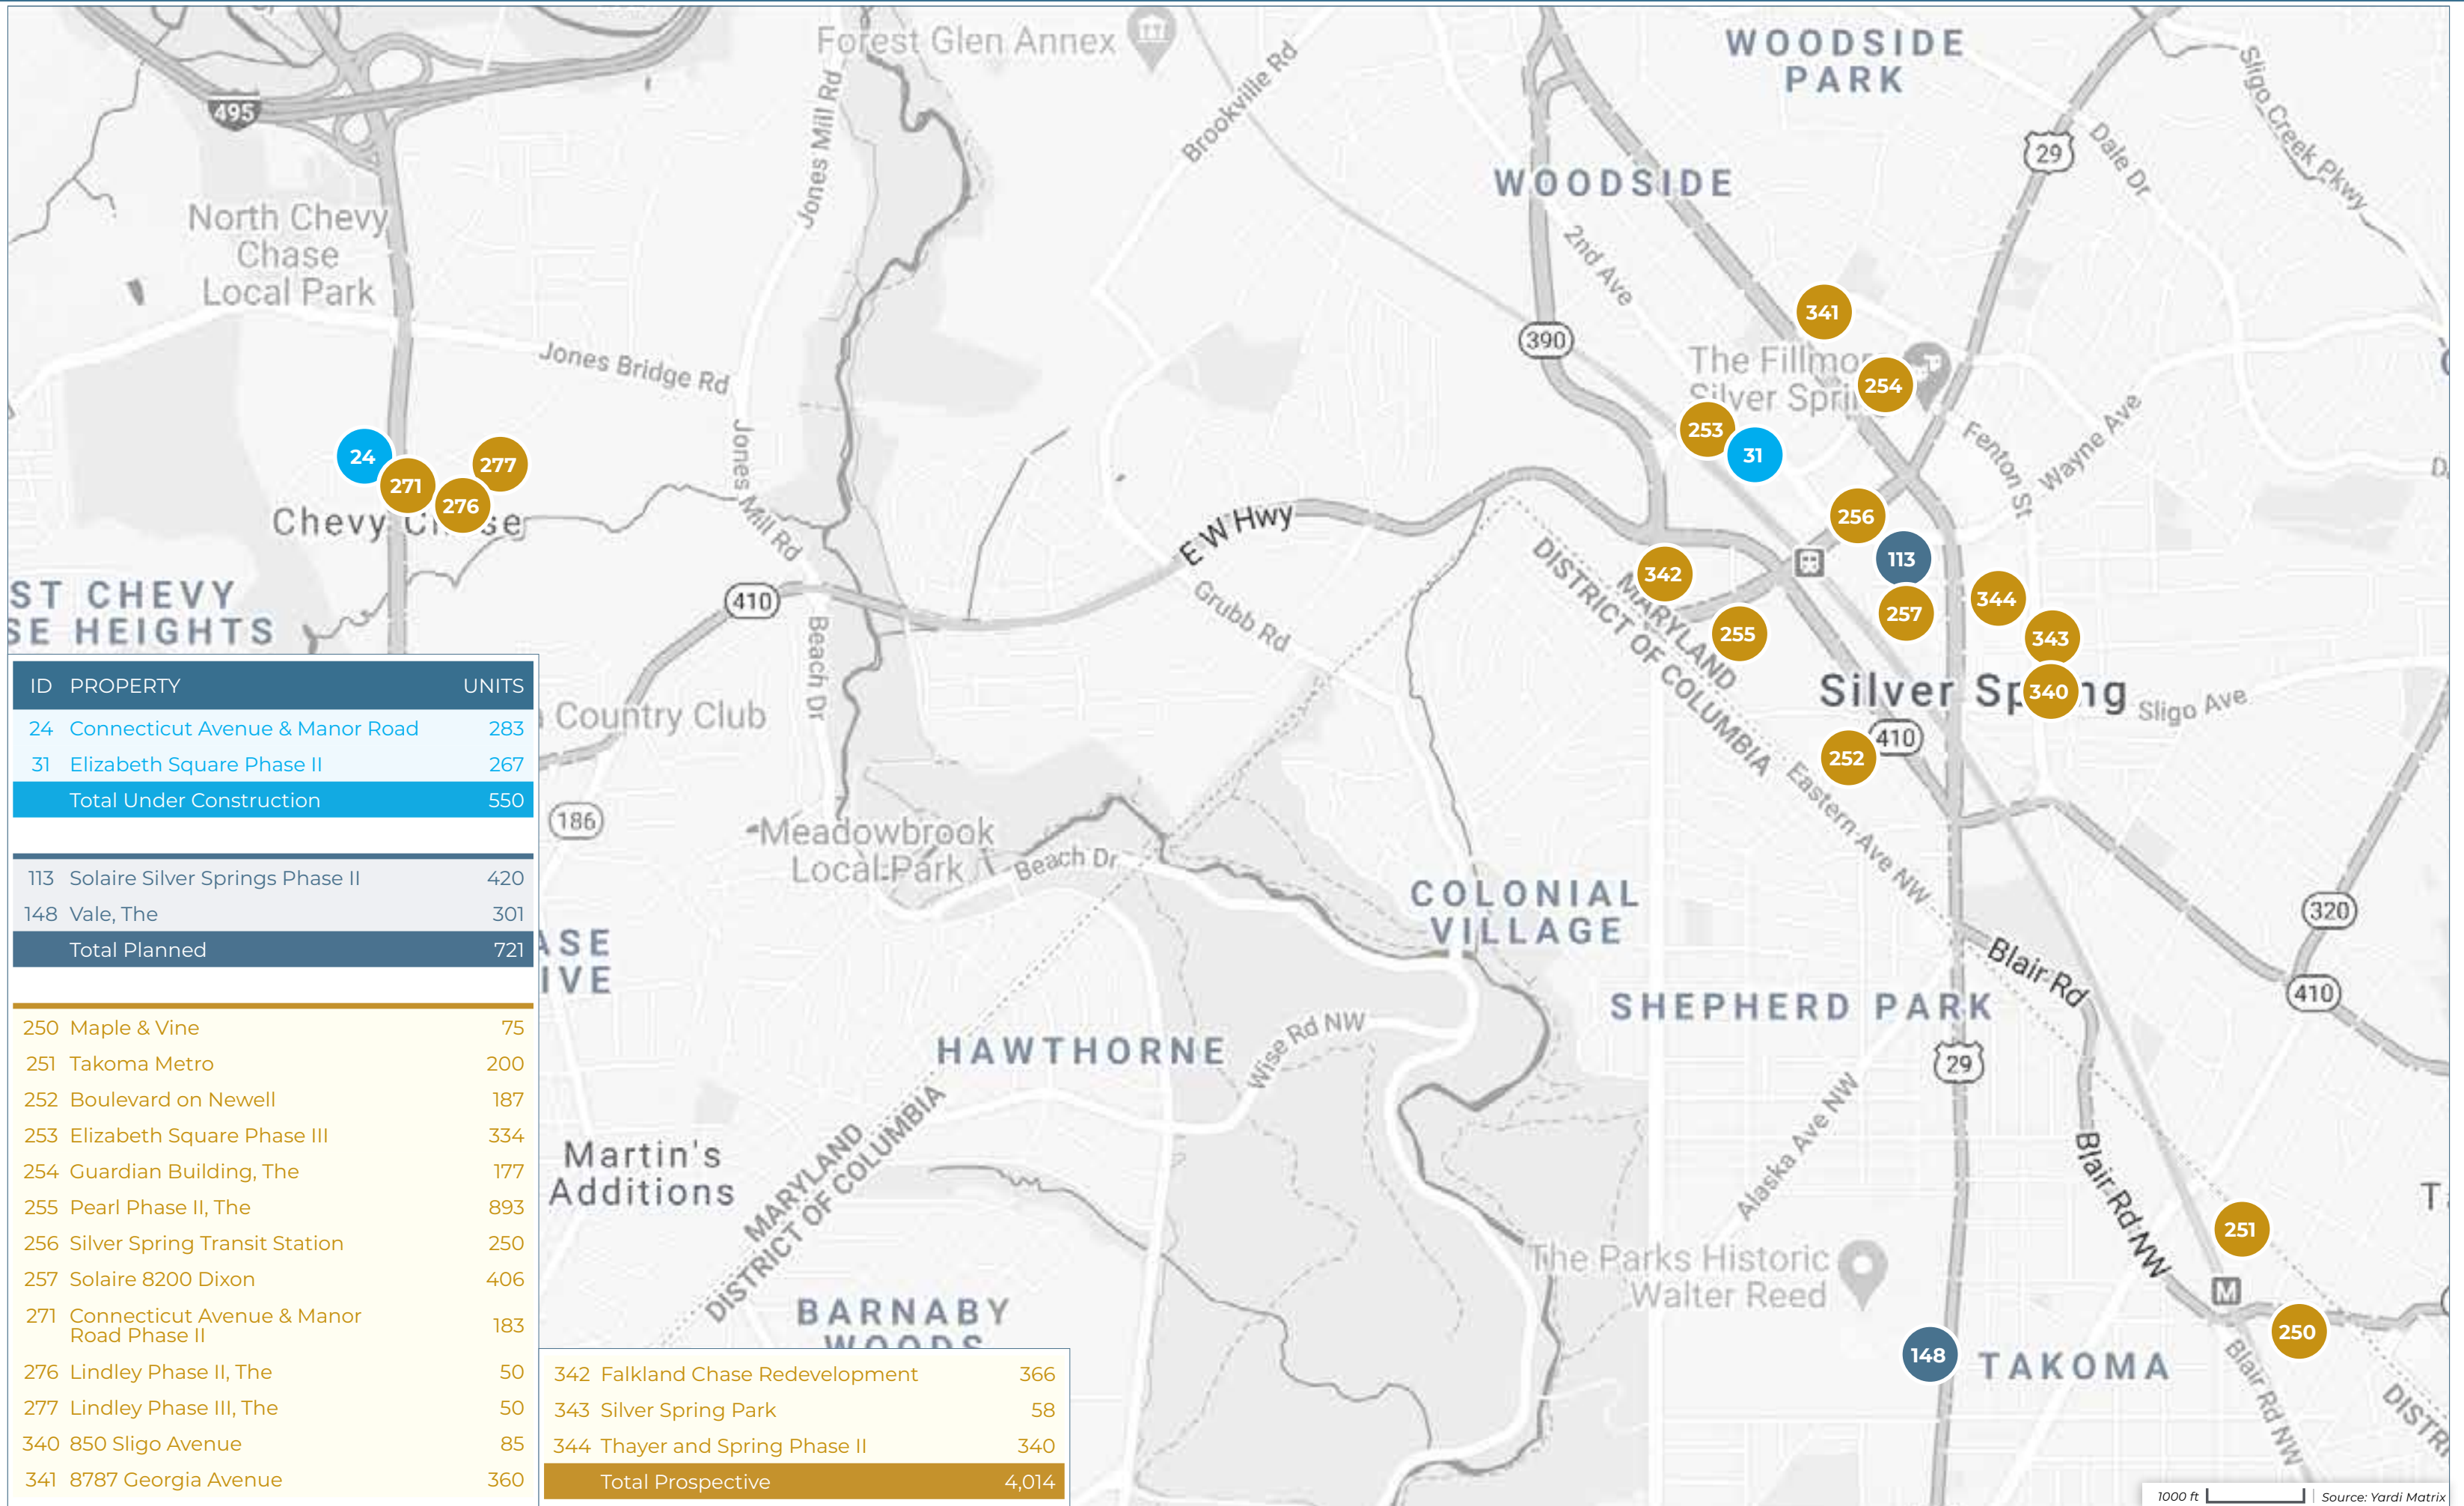 Forest Glen Annex
WOODSIDE
PARK
495
Jones Mill Rd
Brookville Rd
Sligo Creek Pkwy
29
Dale Dr
WOODSIDE
North Chevy
Chase
Local Park
2nd Ave
341
390
Jones Bridge Rd
The Fillmor
Silver Spri
254
253
31
24
277
271
276
Chevy C se
Jones Mill Rd
Fenton St
Wayne Ave
E W Hwy
256
113
342
344
257
255
343
340
ST CHEVY
SE HEIGHTS
410
Beach Dr
Grubb Rd
MARYLAND
DISTRICT OF COLUMBIA
Silver Sp ng
Sligo Ave
410
252
Eastern Ave NW
Country Club
186
Meadowbrook
Local Park
Beach Dr
COLONIAL
VILLAGE
320
410
Blair Rd
ASE
IVE
SHEPHERD PARK
HAWTHORNE
Wise Rd NW
29
Alaska Ave NW
Blair Rd NW
Martin's
Additions
MARYLAND
DISTRICT OF COLUMBIA
The Parks Historic
Walter Reed
251
M
250
148
TAKOMA
Blair Rd NW
DISTRI
BARNABY
WOODS
ID PROPERTY UNITS
24 Connecticut Avenue & Manor Road 283
31 Elizabeth Square Phase II 267
Total Under Construction 550
113 Solaire Silver Springs Phase II 420
148 Vale, The 301
Total Planned 721
250 Maple & Vine 75
251 Takoma Metro 200
252 Boulevard on Newell 187
253 Elizabeth Square Phase III 334
254 Guardian Building, The 177
255 Pearl Phase II, The 893
256 Silver Spring Transit Station 250
257 Solaire 8200 Dixon 406
271 Connecticut Avenue & Manor
Road Phase II 183
276 Lindley Phase II, The 50
277 Lindley Phase III, The 50
340 850 Sligo Avenue 85
341 8787 Georgia Avenue 360
342 Falkland Chase Redevelopment 366
343 Silver Spring Park 58
344 Thayer and Spring Phase II 340
Total Prospective 4,014
1000 ft
Source: Yardi Matrix